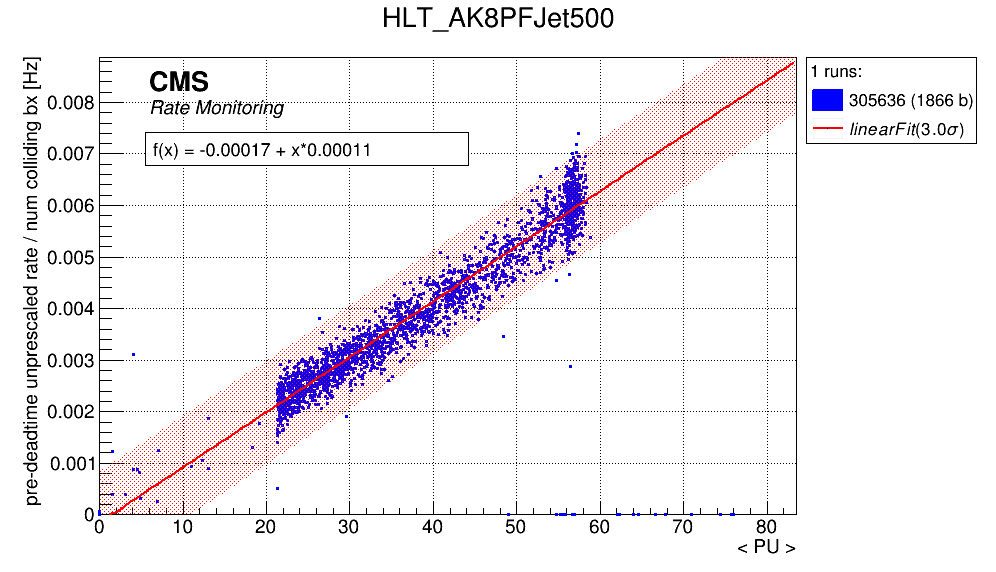 HLT_AK8PFJet500
pre-deadtime unprescaled rate / num colliding bx [Hz]
CMS
Rate Monitoring
f(x) = -0.00017 + x*0.00011
1 runs:
305636 (1866 b)
linearFit(3.0σ)
0.008
0.007
0.006
0.005
0.004
0.003
0.002
0.001
0
0 10 20 30 40 50 60 70 80
< PU >